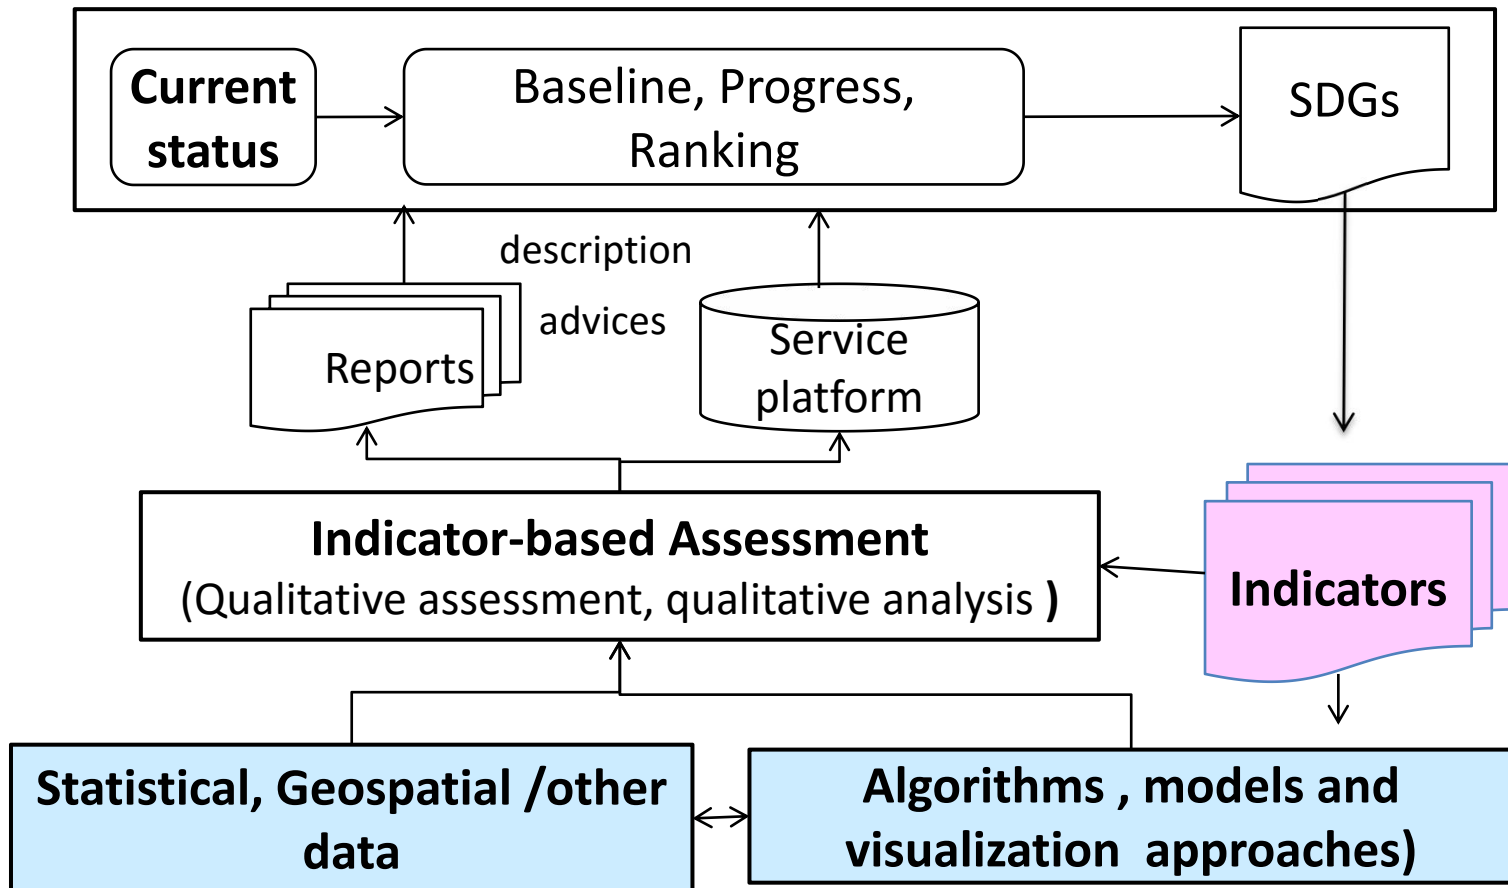 Current
status
Baseline, Progress,
Ranking
SDGs
description
advices
Reports
Service
platform
Indicator-based Assessment
(Qualitative assessment, qualitative analysis )
Indicators
Statistical, Geospatial /other
data
Algorithms , models and
visualization approaches)